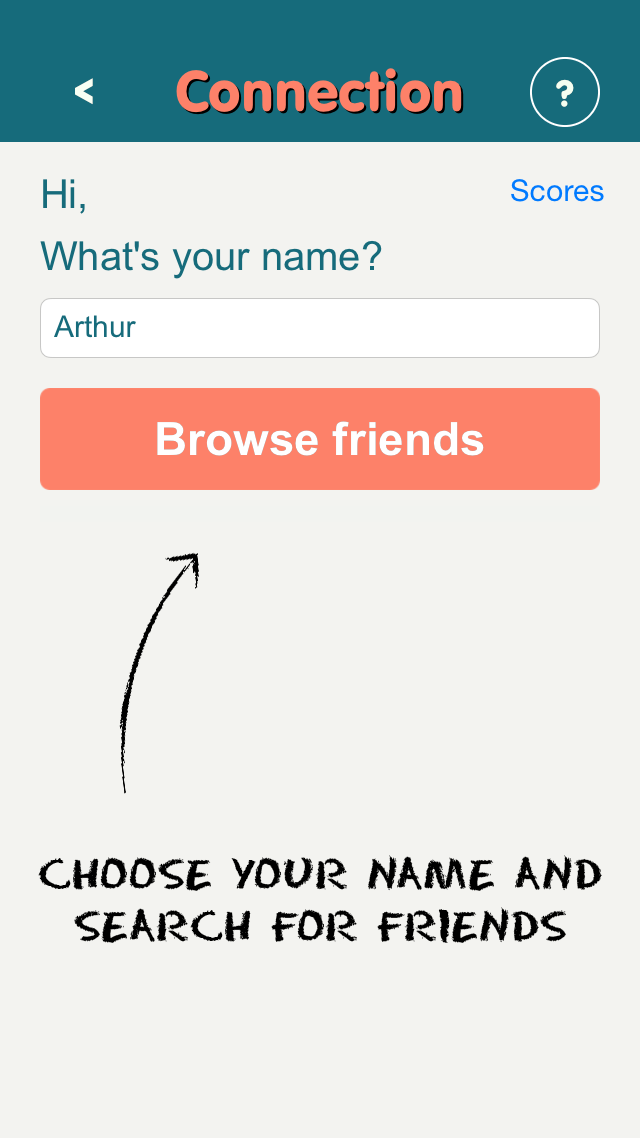 < Connection ?
Hi,
Scores
What's your name?
Arthur
Browse friends
CHOOSE YOUR NAME AND
SEARCH FOR FRIENDS